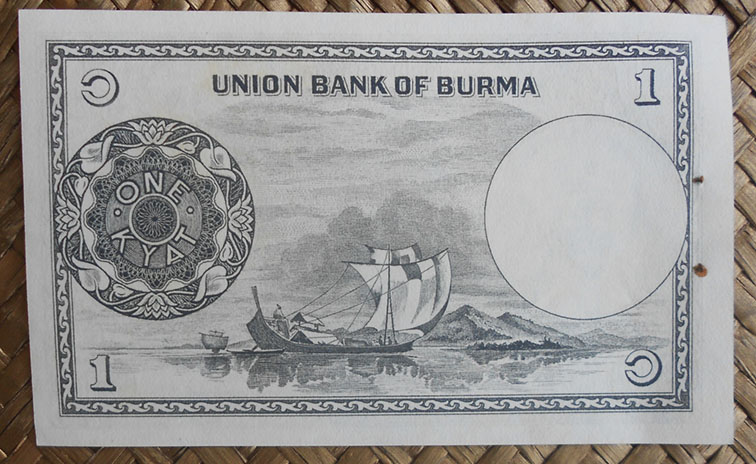 ၁ UNION BANK OF BURMA 1
ONE
KYAT
1 ၁